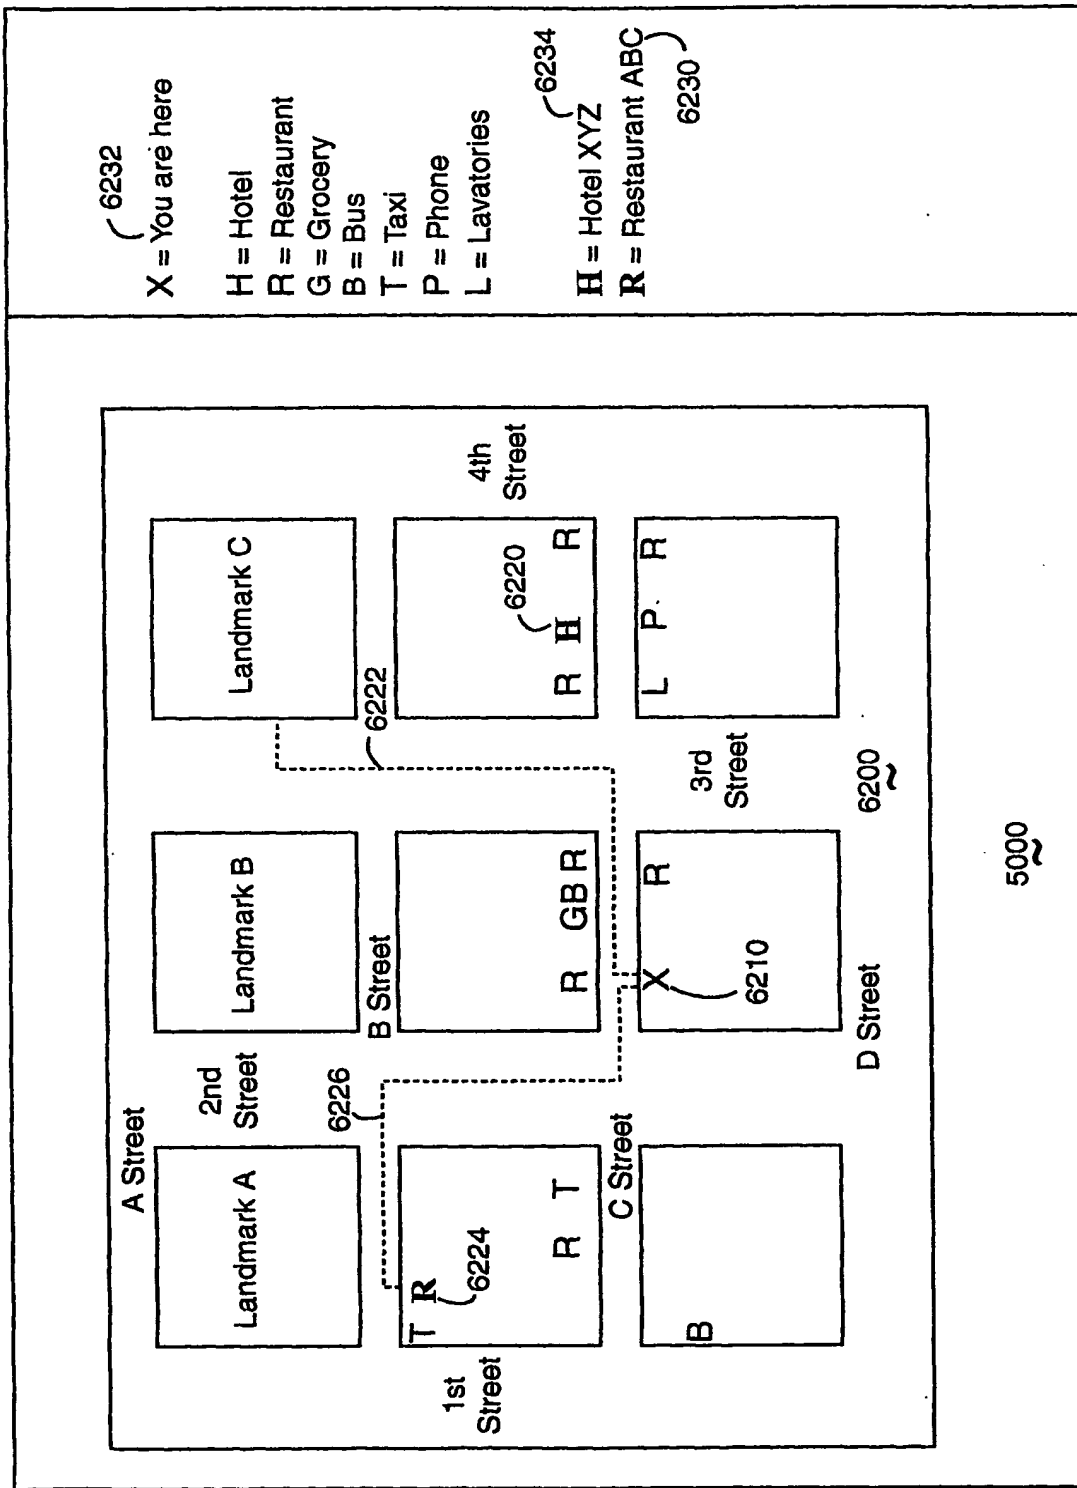 A Street
Landmark A
2nd
Street
Landmark B
Landmark C
6226
B Street
6222
1st
Street
T R
6224
4th
Street
6220
R T
R GB R
R H R
C Street
X R
L P R
B
6210
3rd
Street
D Street
6200
5000
6232
X = You are here
H = Hotel
R = Restaurant
G = Grocery
B = Bus
T = Taxi
P = Phone
L = Lavatories
6234
H = Hotel XYZ
R = Restaurant ABC
6230